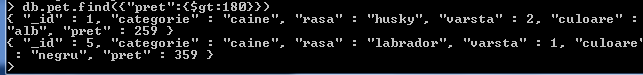 > db.pet.find({"pret":{$gt:180}})
{ "_id" : 1, "categorie" : "caine", "rasa" : "husky", "varsta" : 2, "culoare" :
"alb", "pret" : 259 }
{ "_id" : 5, "categorie" : "caine", "rasa" : "labrador", "varsta" : 1, "culoare"
: "negru", "pret" : 359 }
>